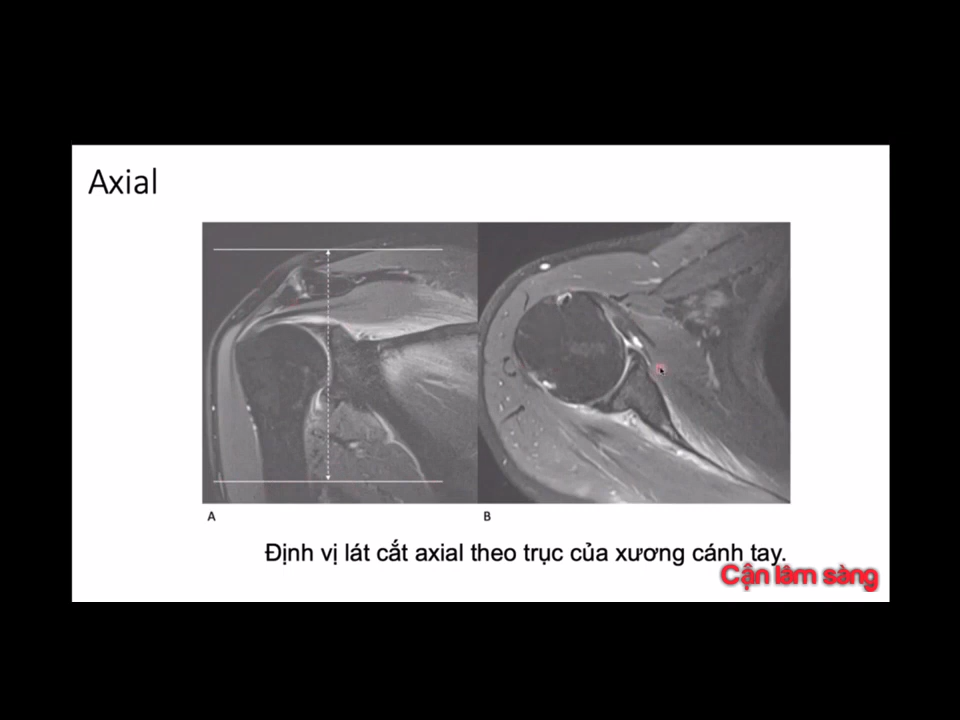 Axial
A
B
Định vị lát cắt axial theo trục của xương cánh tay.
Cận lâm sàng